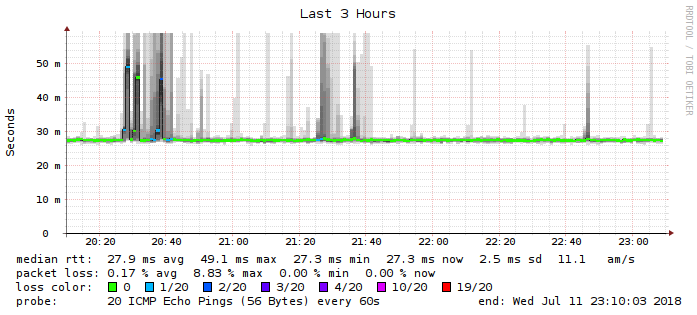 Last 3 Hours
RRDTOOL / TOBI OETIKER
Seconds
50 m
40 m
30 m
20 m
10 m
0
20:20 20:40 21:00 21:20 21:40 22:00 22:20 22:40 23:00
median rtt: 27.9 ms avg 49.1 ms max 27.3 ms min 27.3 ms now 2.5 ms sd 11.1 am/s
packet loss: 0.17 % avg 8.83 % max 0.00 % min 0.00 % now
loss color: 0 1/20 2/20 3/20 4/20 10/20 19/20
probe: 20 ICMP Echo Pings (56 Bytes) every 60s end: Wed Jul 11 23:10:03 2018